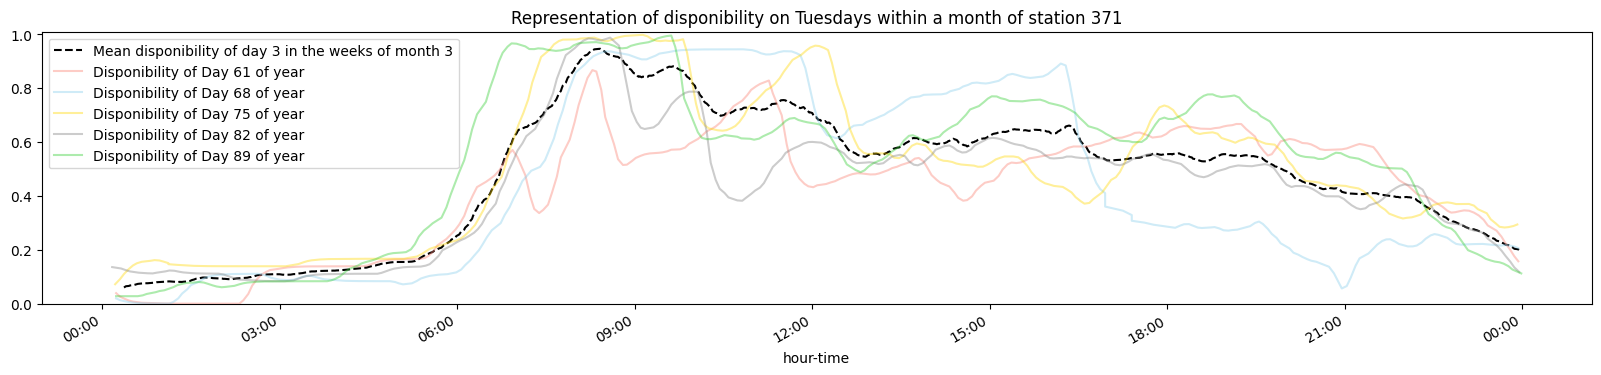 Representation of disponibility on Tuesdays within a month of station 371
1.0
0.8
0.6
0.4
0.2
0.0
Mean disponibility of day 3 in the weeks of month 3
Disponibility of Day 61 of year
Disponibility of Day 68 of year
Disponibility of Day 75 of year
Disponibility of Day 82 of year
Disponibility of Day 89 of year
00:00
03:00
06:00
09:00
12:00
15:00
18:00
21:00
00:00
hour-time